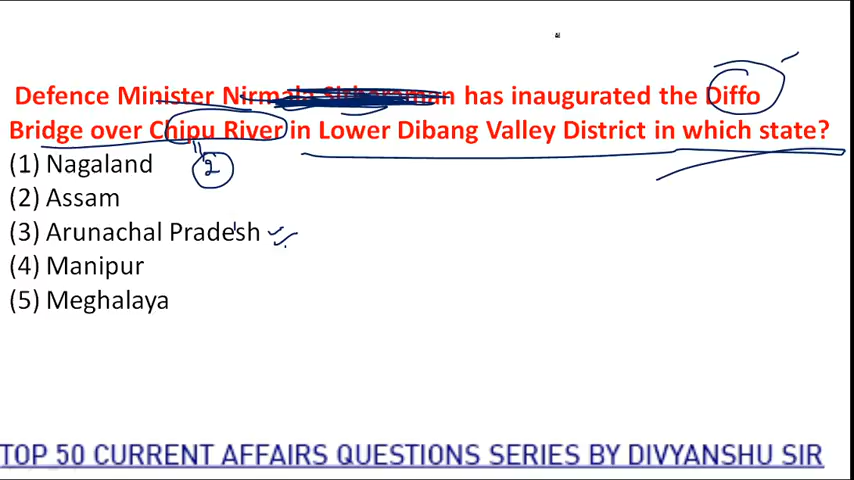 Defence Minister Nirmala Sitharaman has inaugurated the Diffo
Bridge over Chipu River in Lower Dibang Valley District in which state?
(1) Nagaland
2
(2) Assam
(3) Arunachal Pradesh
(4) Manipur
(5) Meghalaya
TOP 50 CURRENT AFFAIRS QUESTIONS SERIES BY DIVYANSHU SIR